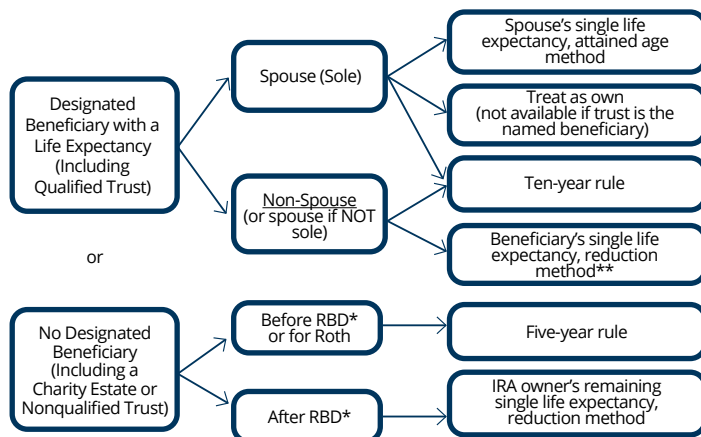 Designated
Beneficiary with a
Life Expectancy
(Including
Qualified Trust)
Spouse (Sole)
Spouse's single life
expectancy, attained age
method
Treat as own
(not available if trust is the
named beneficiary)
Non-Spouse
(or spouse if NOT
sole)
Ten-year rule
Beneficiary's single life
expectancy, reduction
method**
or
No Designated
Beneficiary
(Including a
Charity Estate or
Nonqualified Trust)
Before RBD*
or for Roth
Five-year rule
After RBD*
IRA owner's remaining
single life expectancy,
reduction method